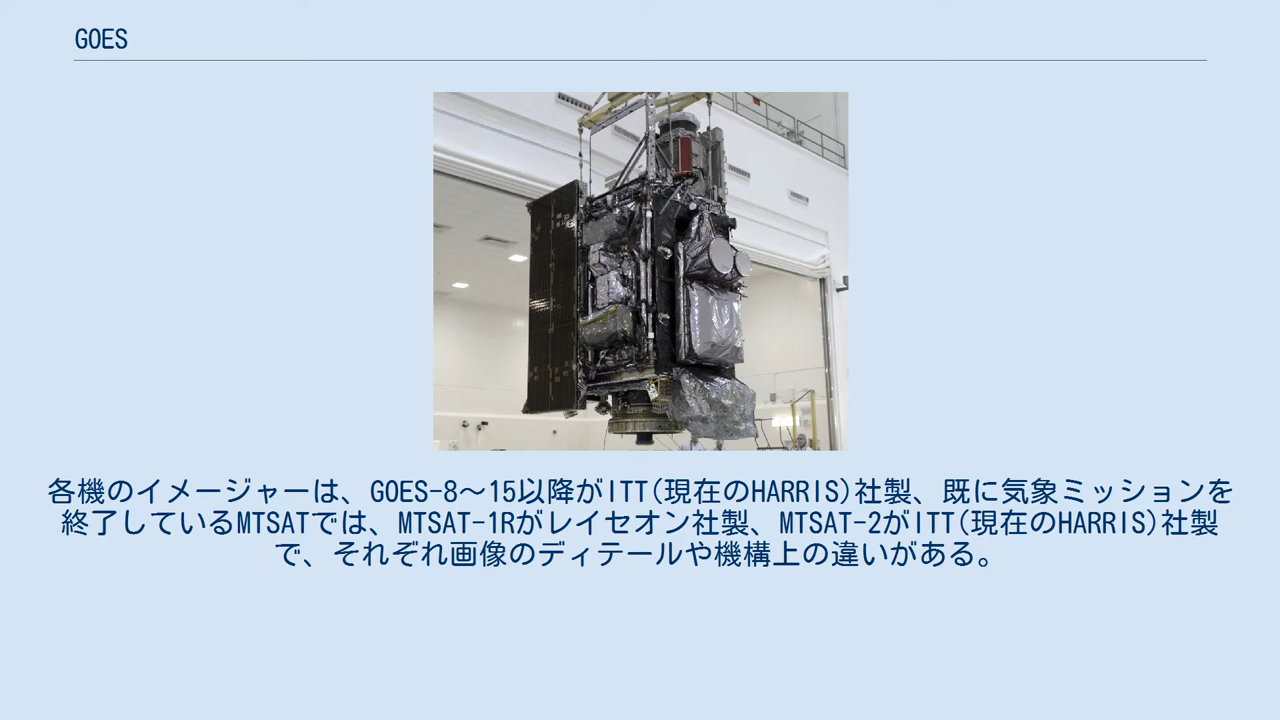 GOES
各機のイメージャーは、GOES-8～15以降がITT(現在のHARRIS)社製、既に気象ミッションを
終了しているMTSATでは、MTSAT-1Rがレイセオン社製、MTSAT-2がITT(現在のHARRIS)社製
で、それぞれ画像のディテールや機構上の違いがある。